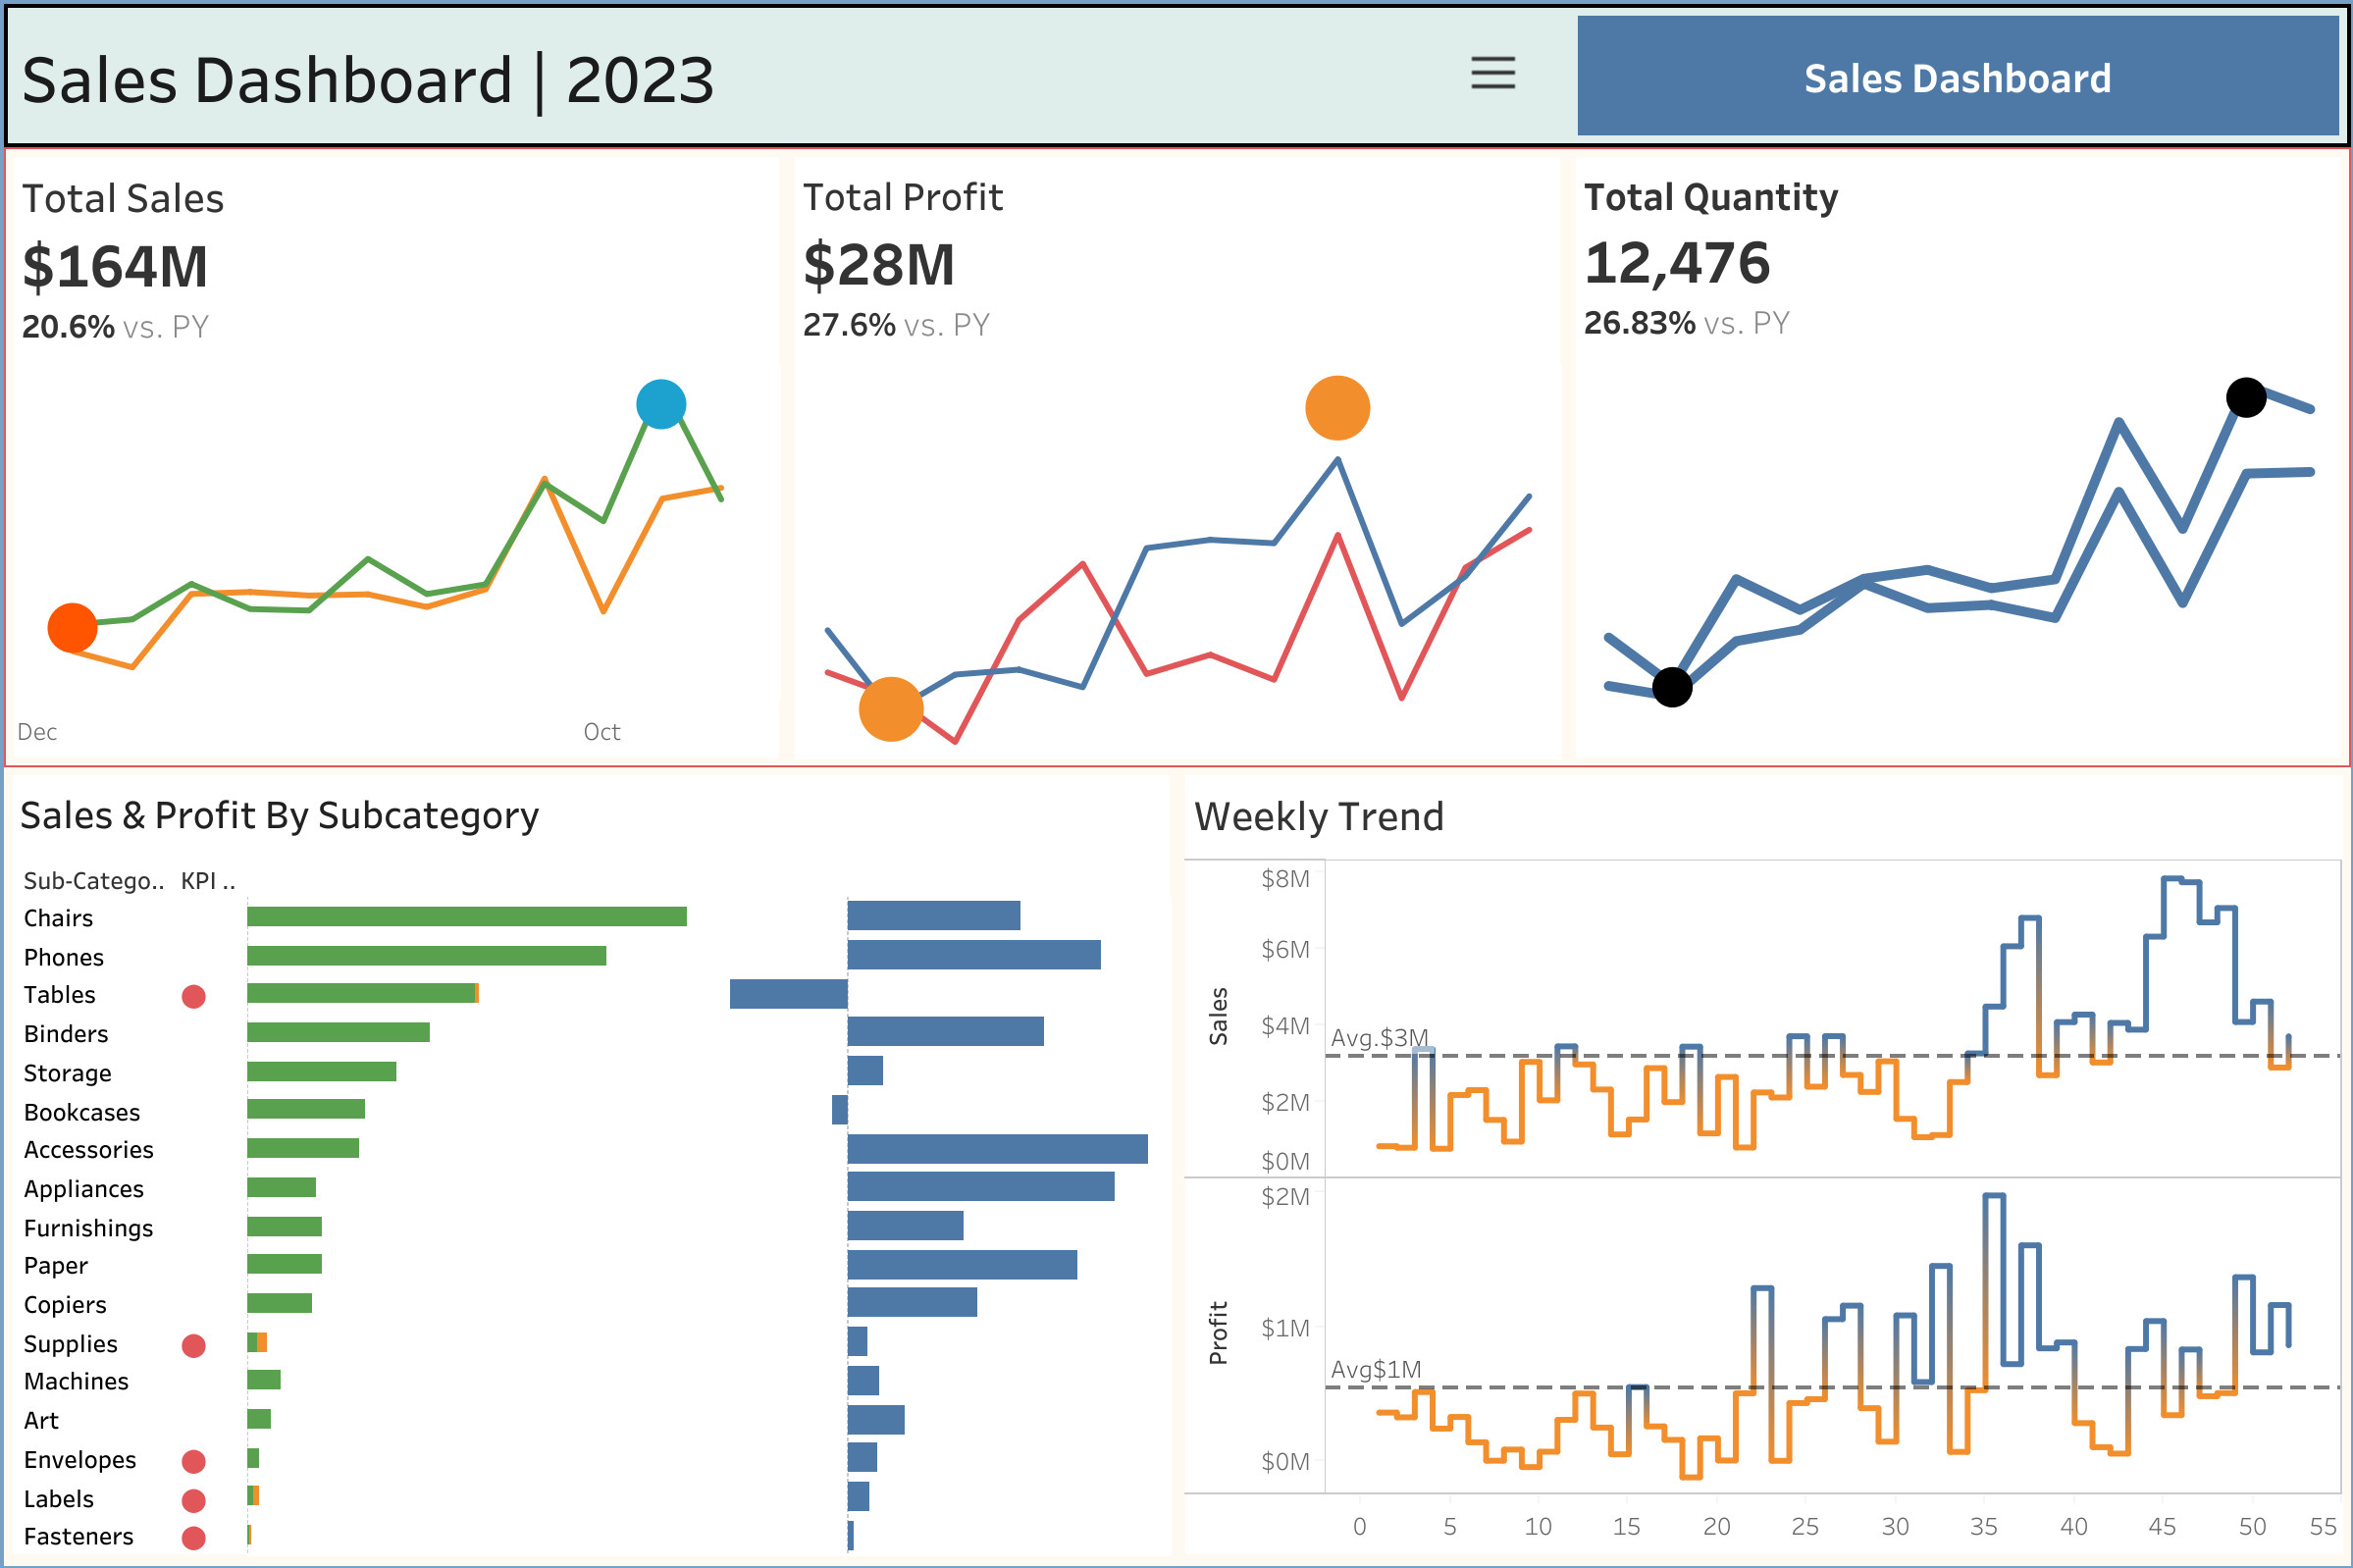 Sales Dashboard | 2023
Sales Dashboard
Total Sales
$164M
20.6% vs. PY
Dec
Oct
Total Profit
$28M
27.6% vs. PY
Total Quantity
12,476
26.83% vs. PY
Sales & Profit By Subcategory
Sub-Catego.. KPI ..
Chairs
Phones
Tables
Binders
Storage
Bookcases
Accessories
Appliances
Furnishings
Paper
Copiers
Supplies
Machines
Art
Envelopes
Labels
Fasteners
Weekly Trend
Sales
$8M
$6M
$4M
Avg.$3M
$2M
$0M
Profit
$2M
$1M
Avg$1M
$0M
0 5 10 15 20 25 30 35 40 45 50 55